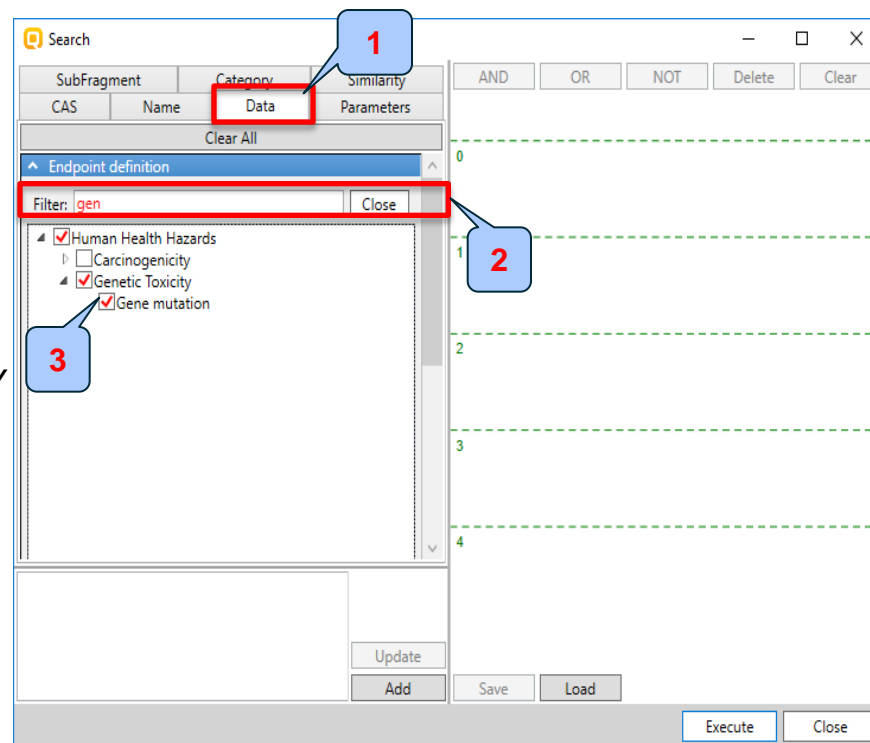 Search
1
SubFragment Category Similarity
CAS Name Data Parameters
AND OR NOT Delete Clear
Clear All
Endpoint definition
0
Filter: gen Close
Human Health Hazards
1
2
Carcinogenicity
Genetic Toxicity
Gene mutation
3
2
3
4
Update
Add
Save Load
Execute Close